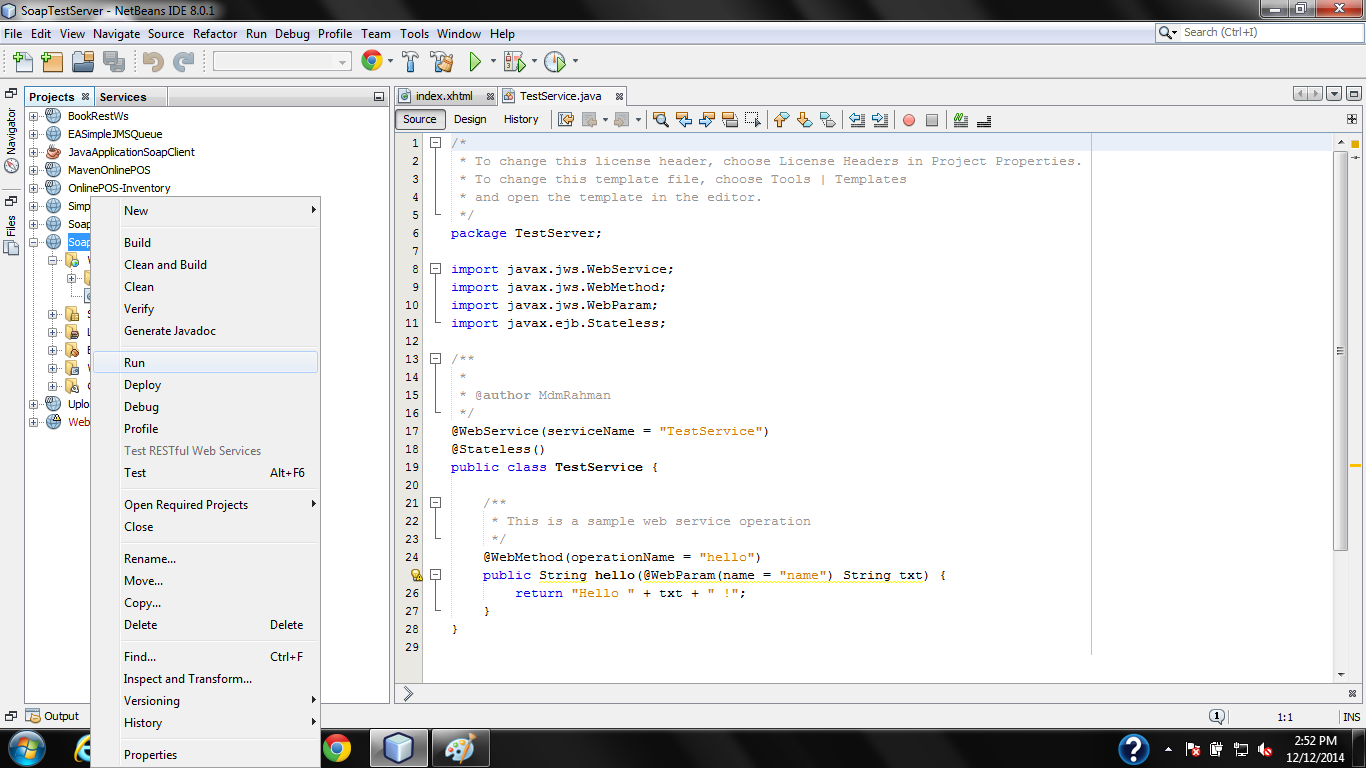 SoapTestServer - NetBeans IDE 8.0.1
File Edit View Navigate Source Refactor Run Debug Profile Team Tools Window Help
Search (Ctrl+I)
Projects
Services
Navigator
Files
BookRestWs
EASimpleJMSQueue
JavaApplicationSoapClient
MavenOnlinePOS
OnlinePOS-Inventory
Simp
Soap
Soap
Uplo
Web
New
Build
Clean and Build
Clean
Verify
Generate Javadoc
Run
Deploy
Debug
Profile
Test RESTful Web Services
Test Alt+F6
Open Required Projects
Close
Rename...
Move...
Copy...
Delete Delete
Find... Ctrl+F
Inspect and Transform...
Versioning
History
Properties
index.xhtml
TestService.java
Source Design History
1 /*
2 * To change this license header, choose License Headers in Project Properties.
3 * To change this template file, choose Tools | Templates
4 * and open the template in the editor.
5 */
6 package TestServer;
7
8 import javax.jws.WebService;
9 import javax.jws.WebMethod;
10 import javax.jws.WebParam;
11 import javax.ejb.Stateless;
12
13 /**
14 *
15 * @author MdmRahman
16 */
17 @WebService(serviceName = "TestService")
18 @Stateless()
19 public class TestService {
20
21 /**
22 * This is a sample web service operation
23 */
24 @WebMethod(operationName = "hello")
public String hello(@WebParam(name = "name") String txt) {
26 return "Hello " + txt + " !";
27 }
28 }
29
Output
1
1:1
INS
2:52 PM
12/12/2014